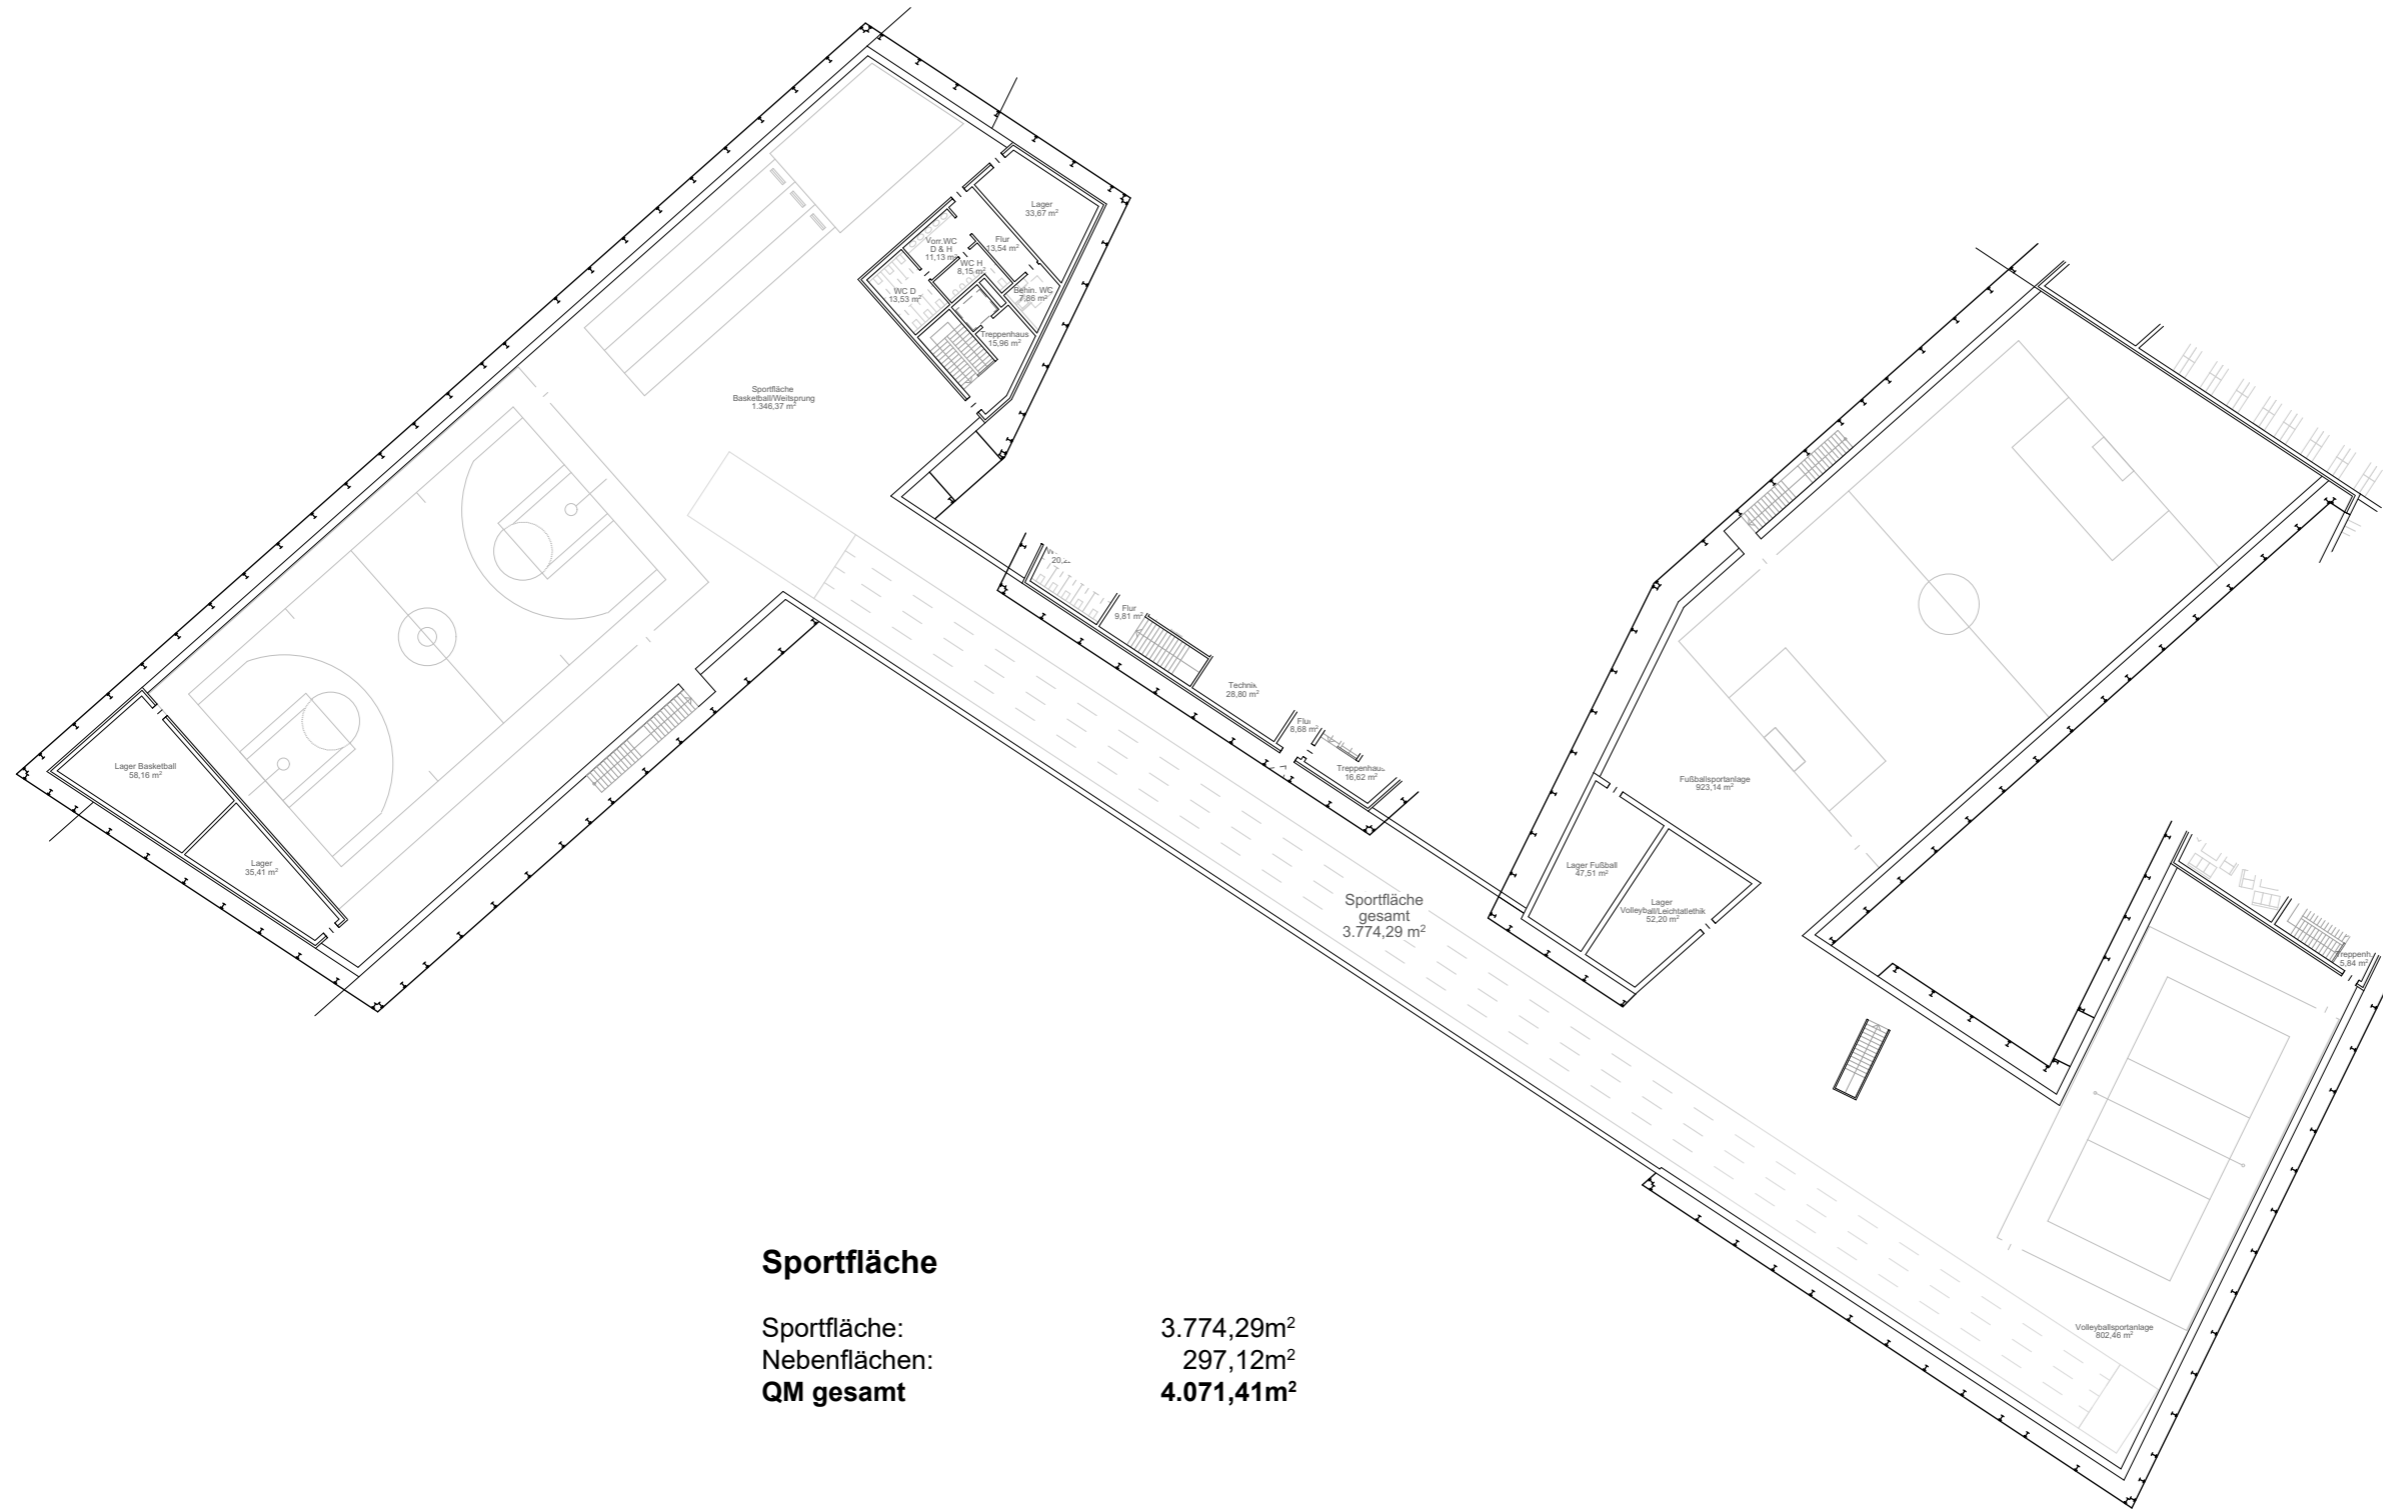 Lager
33,67 m²
Flur
13,54 m²
Vorr.WC
D & H
11,13 m²
WC H
8,15 m²
WC D
13,53 m²
Behin. WC
7,86 m²
Treppenhaus
15,96 m²
Sportfläche
Basketball/Weitsprung
1.346,37 m²
Flur
9,81 m²
Technik
28,80 m²
8,68 m²
16,62 m²
Lager Basketball
58,16 m²
Lager
35,41 m²
Fußballsportanlage
923,14 m²
Lager Fußball
47,51 m²
Lager
Volleyball/Leichtatlethik
52,20 m²
Sportfläche
gesamt
3.774,29 m²
5,84 m²
Volleyballsportanlage
802,46 m²
Sportfläche
Sportfläche: 3.774,29m²
Nebenflächen: 297,12m²
QM gesamt 4.071,41m²